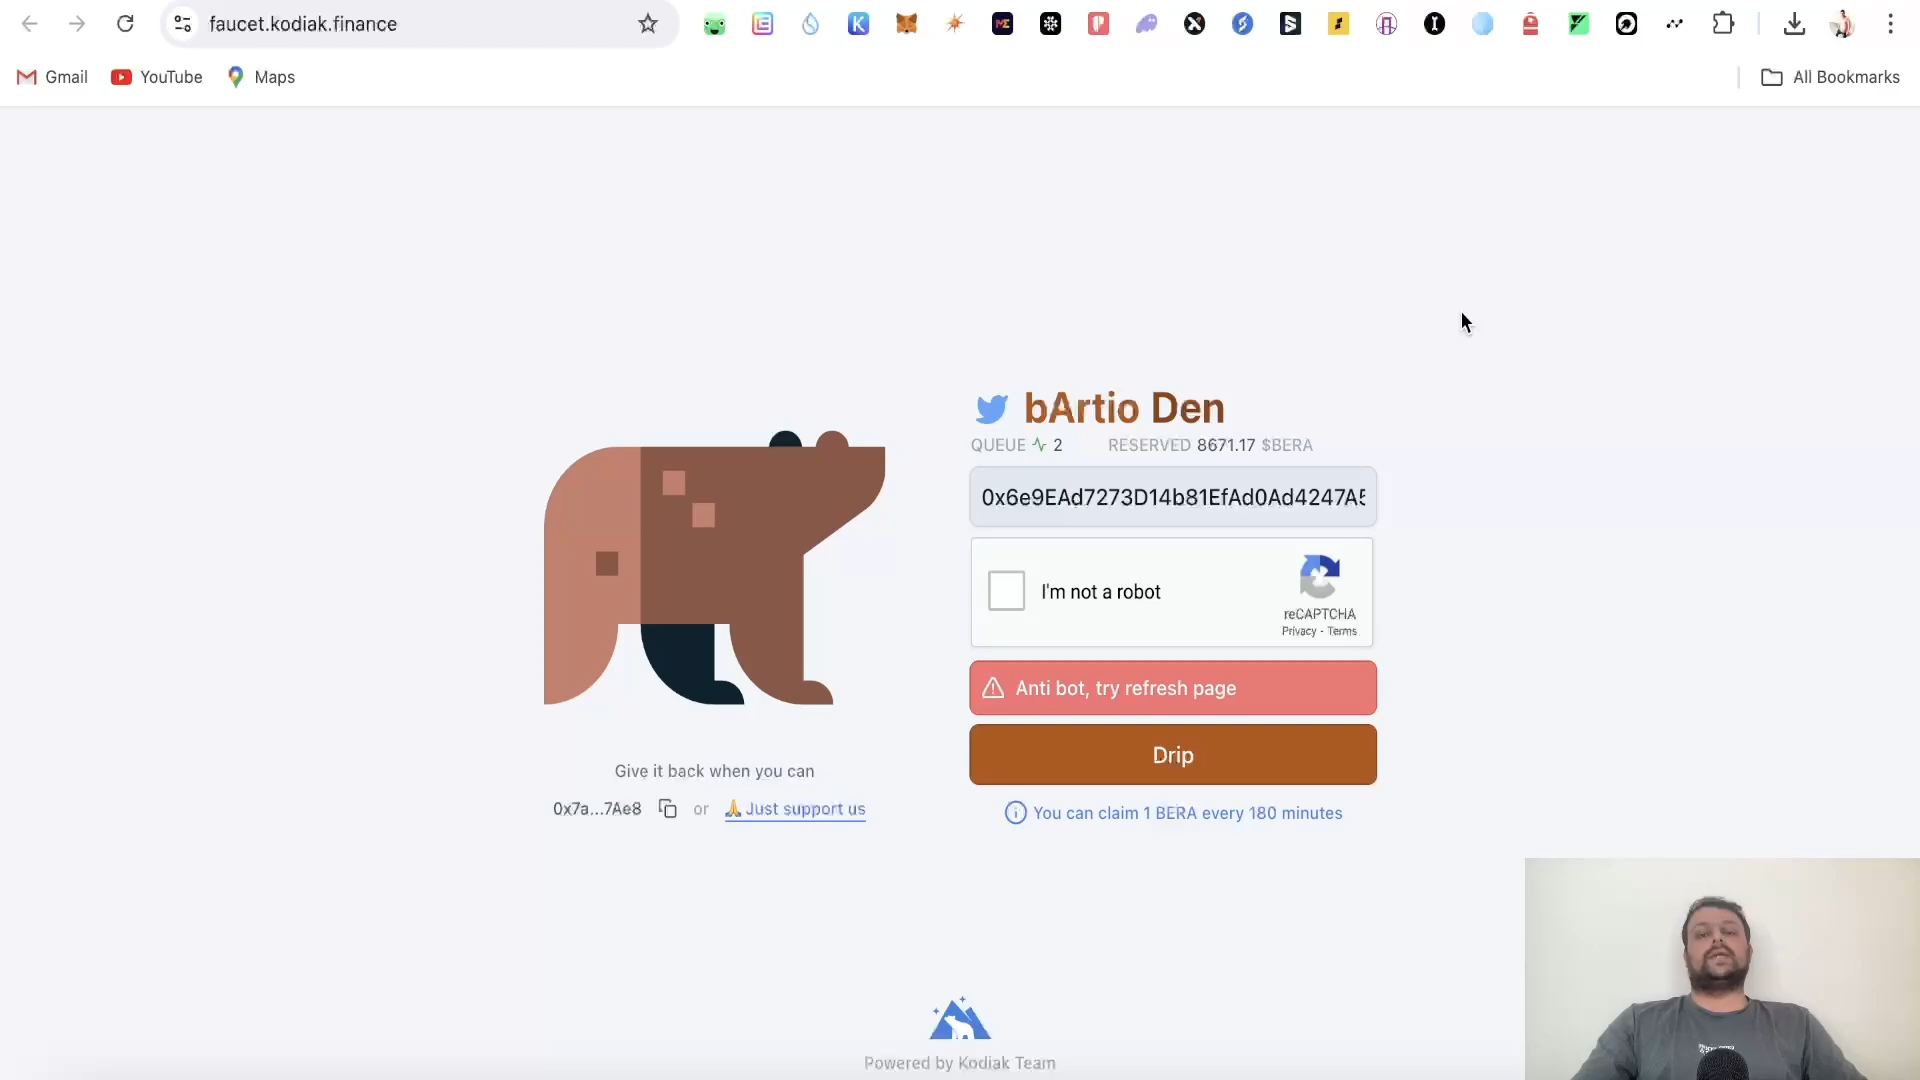 faucet.kodiak.finance
Gmail
YouTube
Maps
All Bookmarks
bArtio Den
QUEUE 2
RESERVED 8671.17 $BERA
0x6e9EAd7273D14b81EfAd0Ad4247A5
I'm not a robot
reCAPTCHA
Privacy - Terms
Anti bot, try refresh page
Drip
You can claim 1 BERA every 180 minutes
Give it back when you can
0x7a...7Ae8 or 🙏 Just support us
Powered by Kodiak Team